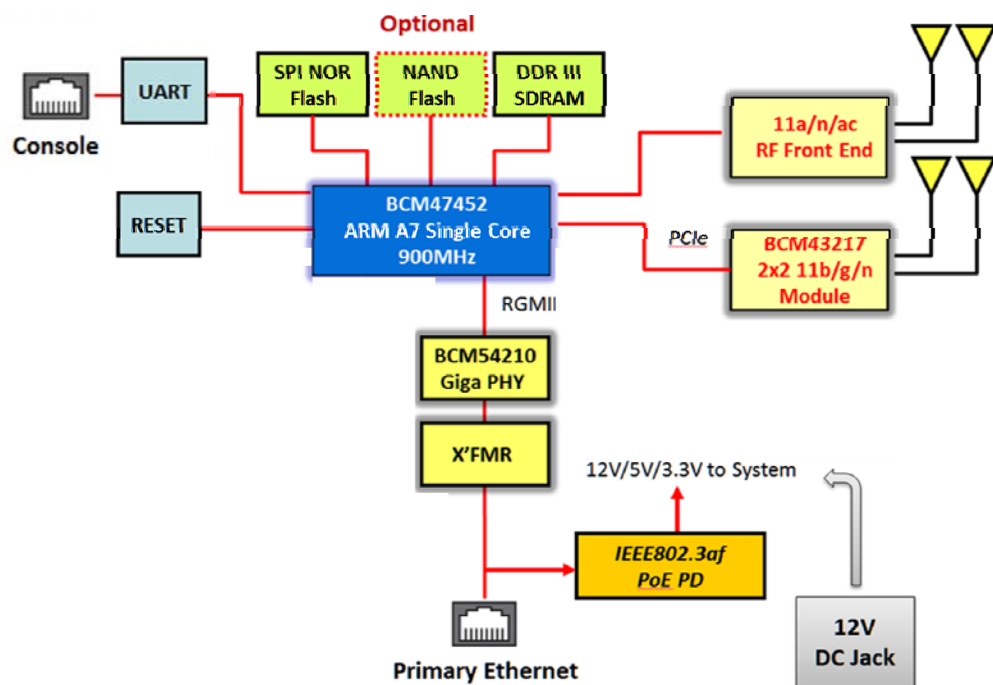 Optional
SPI NOR
Flash
NAND
Flash
DDR III
SDRAM
UART
Console
RESET
BCM47452
ARM A7 Single Core
900MHz
11a/n/ac
RF Front End
PCIe
BCM43217
2x2 11b/g/n
Module
RGMII
BCM54210
Giga PHY
X'FMR
12V/5V/3.3V to System
IEEE802.3af
PoE PD
12V
DC Jack
Primary Ethernet